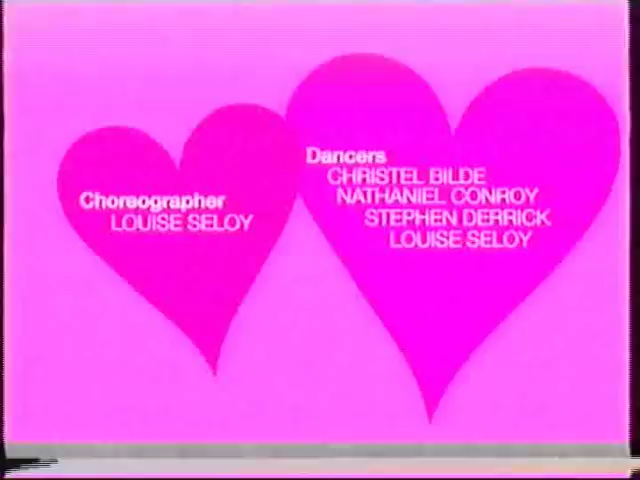 Choreographer
LOUISE SELOY
Dancers
CHRISTEL BILDE
NATHANIEL CONROY
STEPHEN DERRICK
LOUISE SELOY